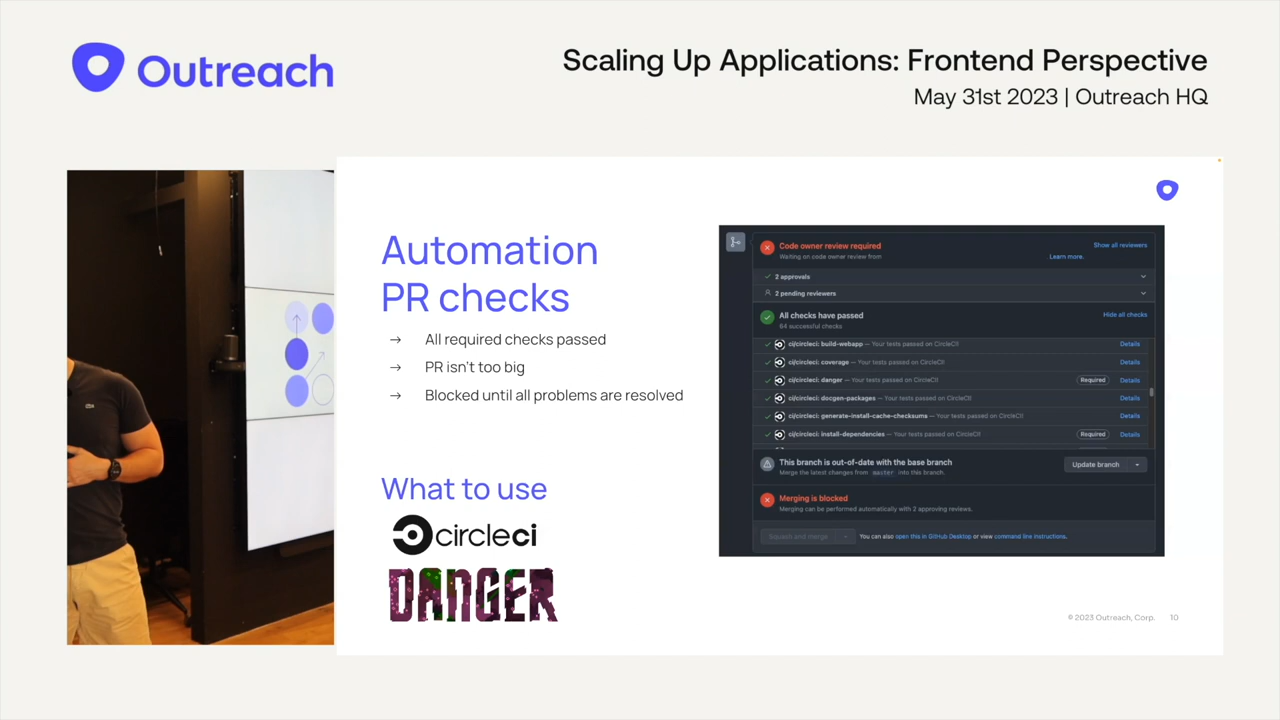 Outreach
Scaling Up Applications: Frontend Perspective
May 31st 2023 | Outreach HQ
Automation
PR checks
→ All required checks passed
→ PR isn't too big
→ Blocked until all problems are resolved
What to use
circleci
DANGER
Code owner review required
Show all reviewers
Waiting on code owner review from
Learn more.
2 approvals
2 pending reviewers
All checks have passed
Hide all checks
64 successful checks
ci/circleci: build-webapp — Your tests passed on CircleCI! Details
ci/circleci: coverage — Your tests passed on CircleCI! Details
ci/circleci: danger — Your tests passed on CircleCI! Required Details
ci/circleci: docgen-packages — Your tests passed on CircleCI! Details
ci/circleci: generate-install-cache-checksums — Your tests passed on CircleCI! Details
ci/circleci: install-dependencies — Your tests passed on CircleCI! Required Details
This branch is out-of-date with the base branch
Merge the latest changes from master into this branch.
Update branch
Merging is blocked
Merging can be performed automatically with 2 approving reviews.
Squash and merge
You can also open this in GitHub Desktop or view command line instructions.
© 2023 Outreach, Corp. 10